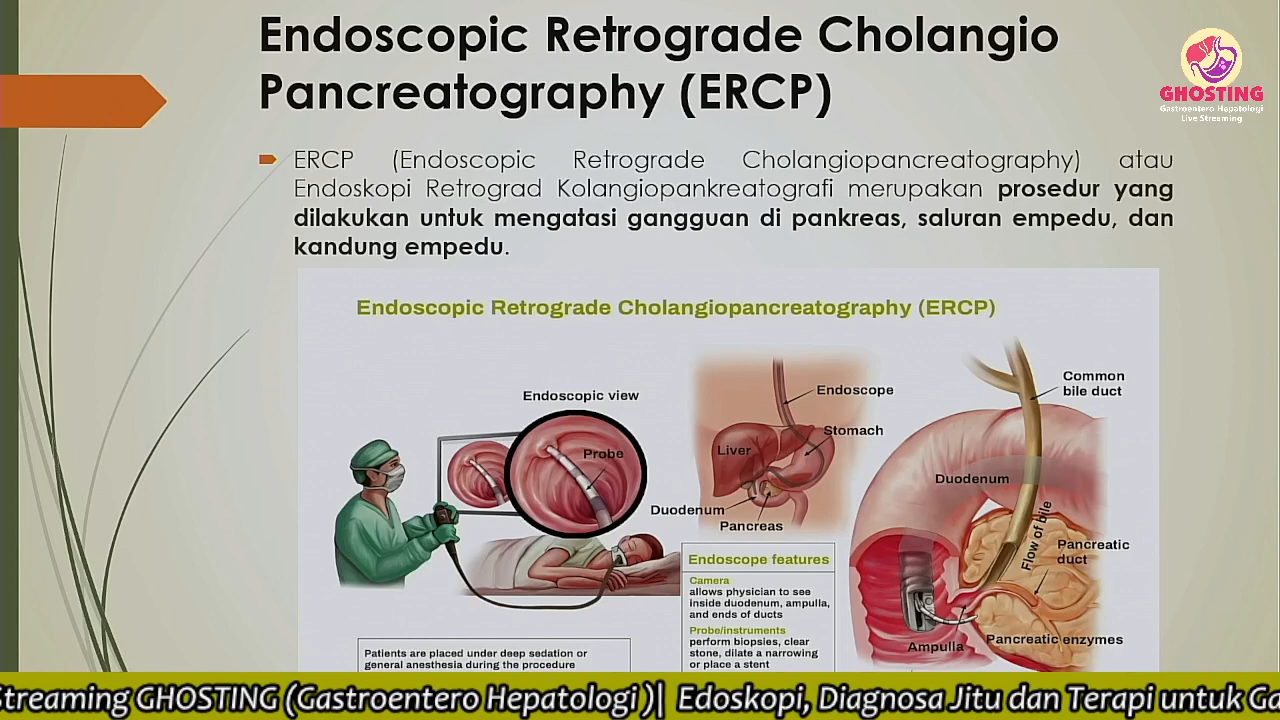 Endoscopic Retrograde Cholangio
Pancreatography (ERCP)
GHOSTING
Gastroentero Hepatologi
Live Streaming
ERCP (Endoscopic Retrograde Cholangiopancreatography) atau
Endoskopi Retrograd Kolangiopankreatografi merupakan prosedur yang
dilakukan untuk mengatasi gangguan di pankreas, saluran empedu, dan
kandung empedu.
Endoscopic Retrograde Cholangiopancreatography (ERCP)
Endoscopic view
Probe
Endoscope
Stomach
Liver
Duodenum
Pancreas
Common
bile duct
Duodenum
Flow of bile
Pancreatic
duct
Pancreatic enzymes
Ampulla
Endoscope features
Camera
allows physician to see
inside duodenum, ampulla,
and ends of ducts
Probe/instruments
perform biopsies, clear
stone, dilate a narrowing
or place a stent
Patients are placed under deep sedation or
general anesthesia during the procedure
Streaming GHOSTING (Gastroentero Hepatologi )| Edoskopi, Diagnosa Jitu dan Terapi untuk Ga